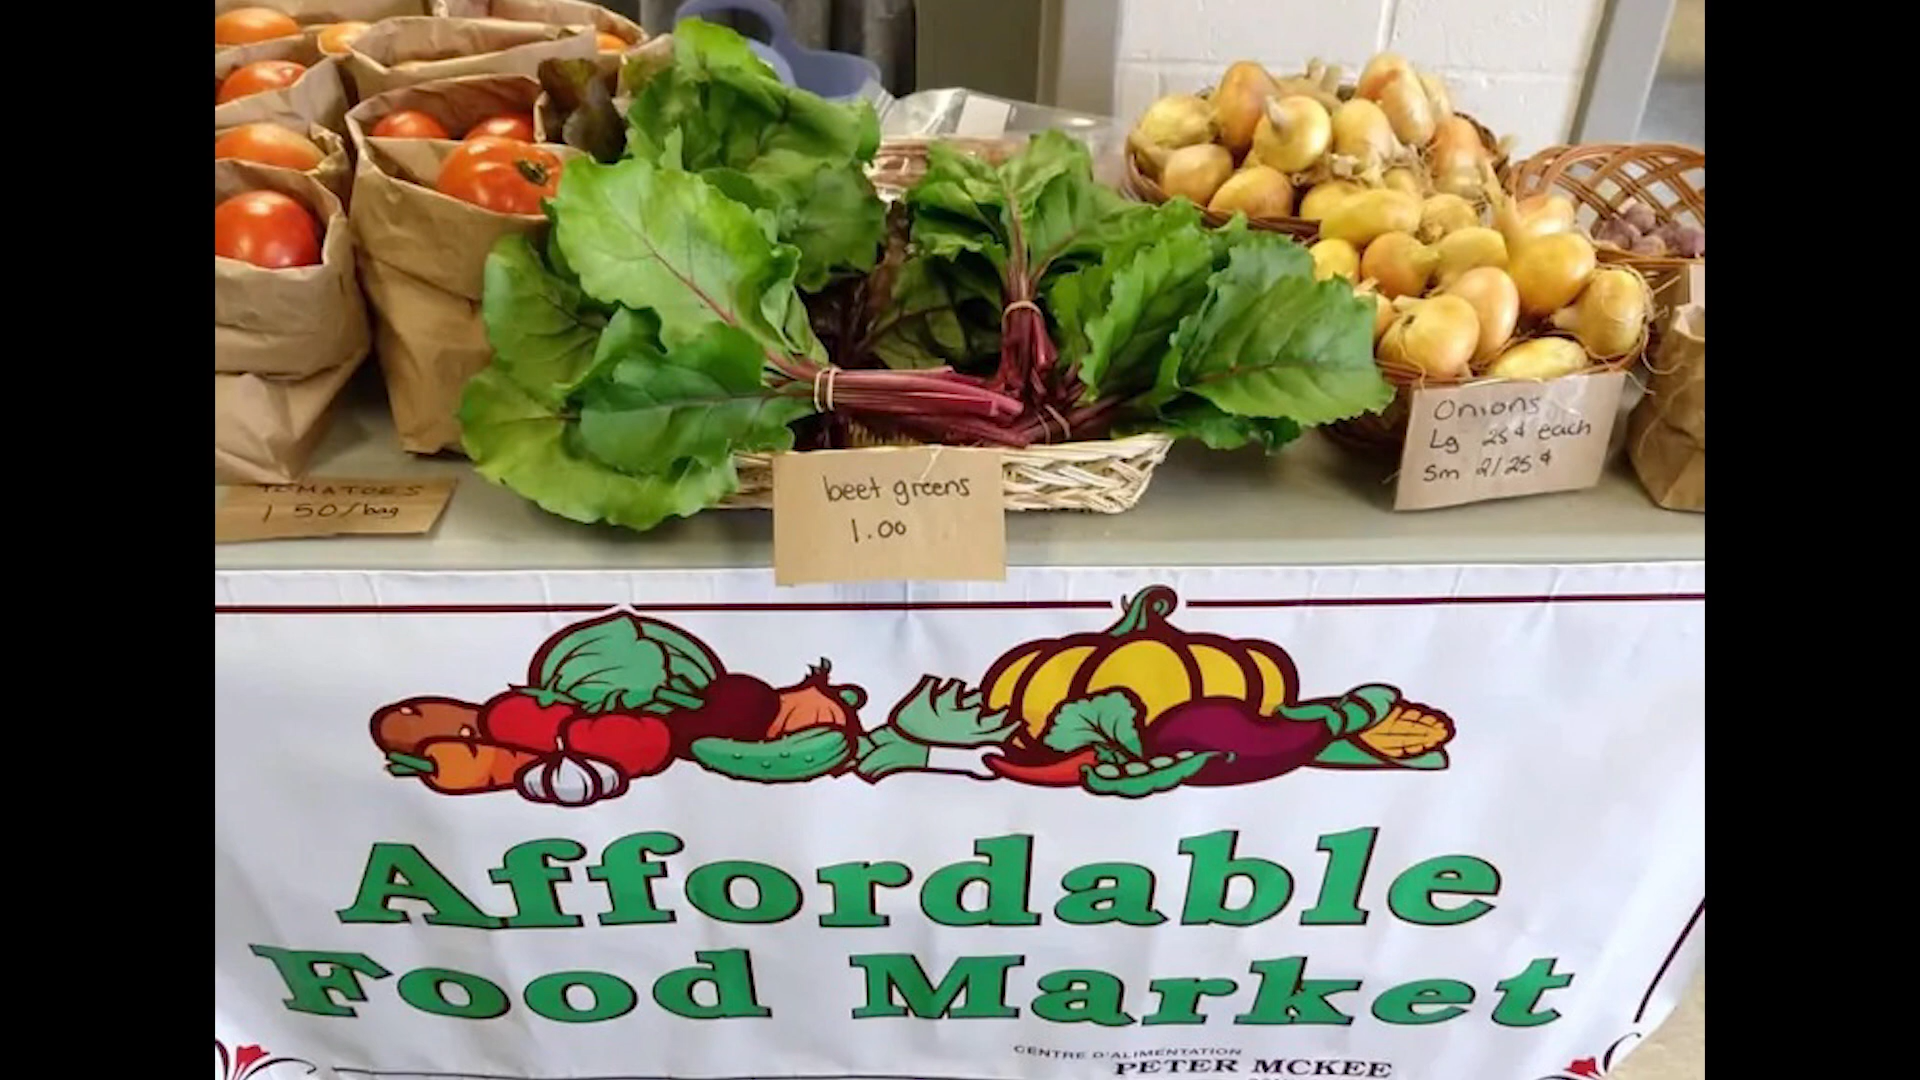 TOMATOES
1 50/bag
beet greens
1.00
Onions
Lg 25¢ each
Sm 2/25¢
Affordable
Food Market
CENTRE D'ALIMENTATION
PETER MCKEE